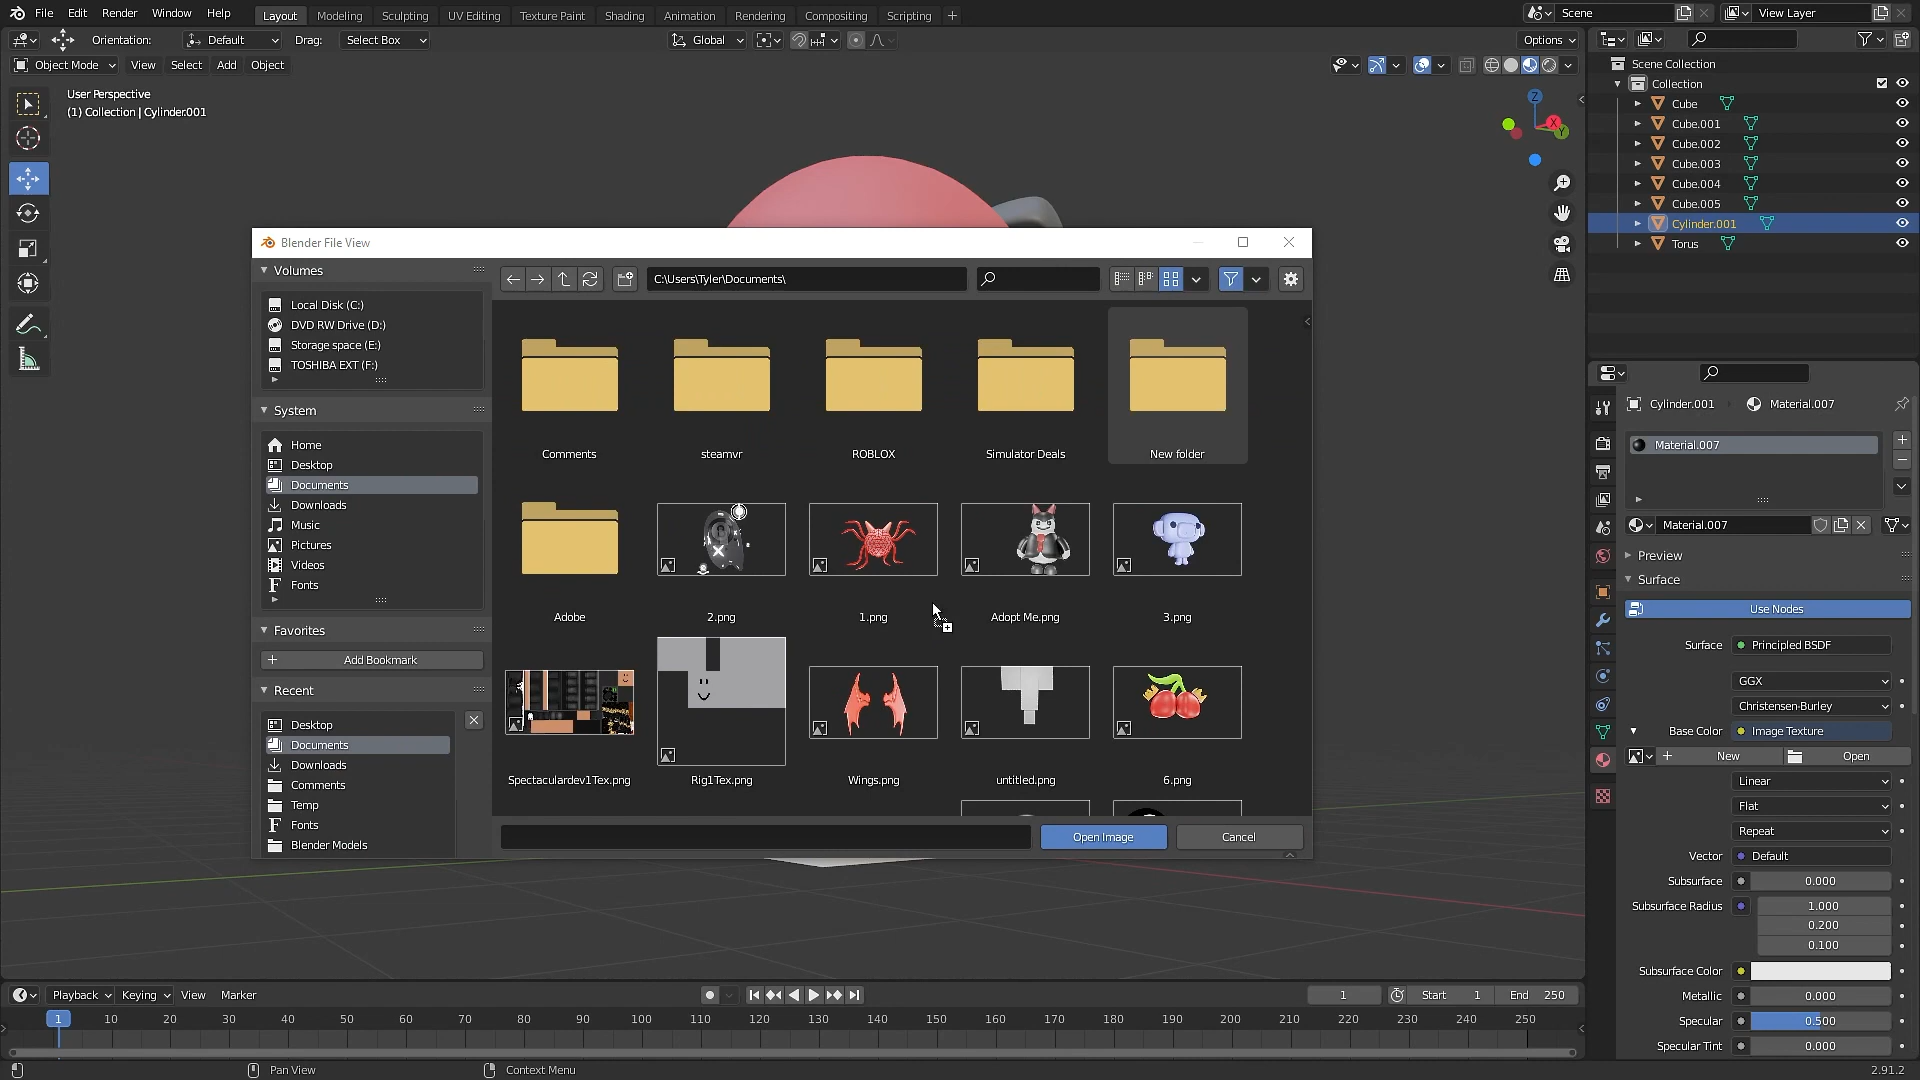 File Edit Render Window Help Layout Modeling Sculpting UV Editing Texture Paint Shading Animation Rendering Compositing Scripting + Scene View Layer
Orientation: Default Drag: Select Box Global Options
Object Mode View Select Add Object
User Perspective
(1) Collection | Cylinder.001
Z
X
Y
Scene Collection
Collection
Cube
Cube.001
Cube.002
Cube.003
Cube.004
Cube.005
Cylinder.001
Torus
Blender File View
Volumes
Local Disk (C:)
DVD RW Drive (D:)
Storage space (E:)
TOSHIBA EXT (F:)
System
Home
Desktop
Documents
Downloads
Music
Pictures
Videos
Fonts
Favorites
Add Bookmark
Recent
Desktop
Documents
Downloads
Comments
Temp
Fonts
Blender Models
C:\Users\Tyler\Documents\
Comments steamvr ROBLOX Simulator Deals New folder
Adobe 2.png 1.png Adopt Me.png 3.png
Spectaculardev1Tex.png Rig1Tex.png Wings.png untitled.png 6.png
Open Image Cancel
Cylinder.001 Material.007
Material.007
Material.007
Preview
Surface
Use Nodes
Surface Principled BSDF
GGX
Christensen-Burley
Base Color Image Texture
New Open
Linear
Flat
Repeat
Vector Default
Subsurface 0.000
Subsurface Radius 1.000
0.200
0.100
Subsurface Color
Metallic 0.000
Specular 0.500
Specular Tint 0.000
Playback Keying View Marker 1 Start 1 End 250
1 10 20 30 40 50 60 70 80 90 100 110 120 130 140 150 160 170 180 190 200 210 220 230 240 250
Pan View Context Menu 2.91.2